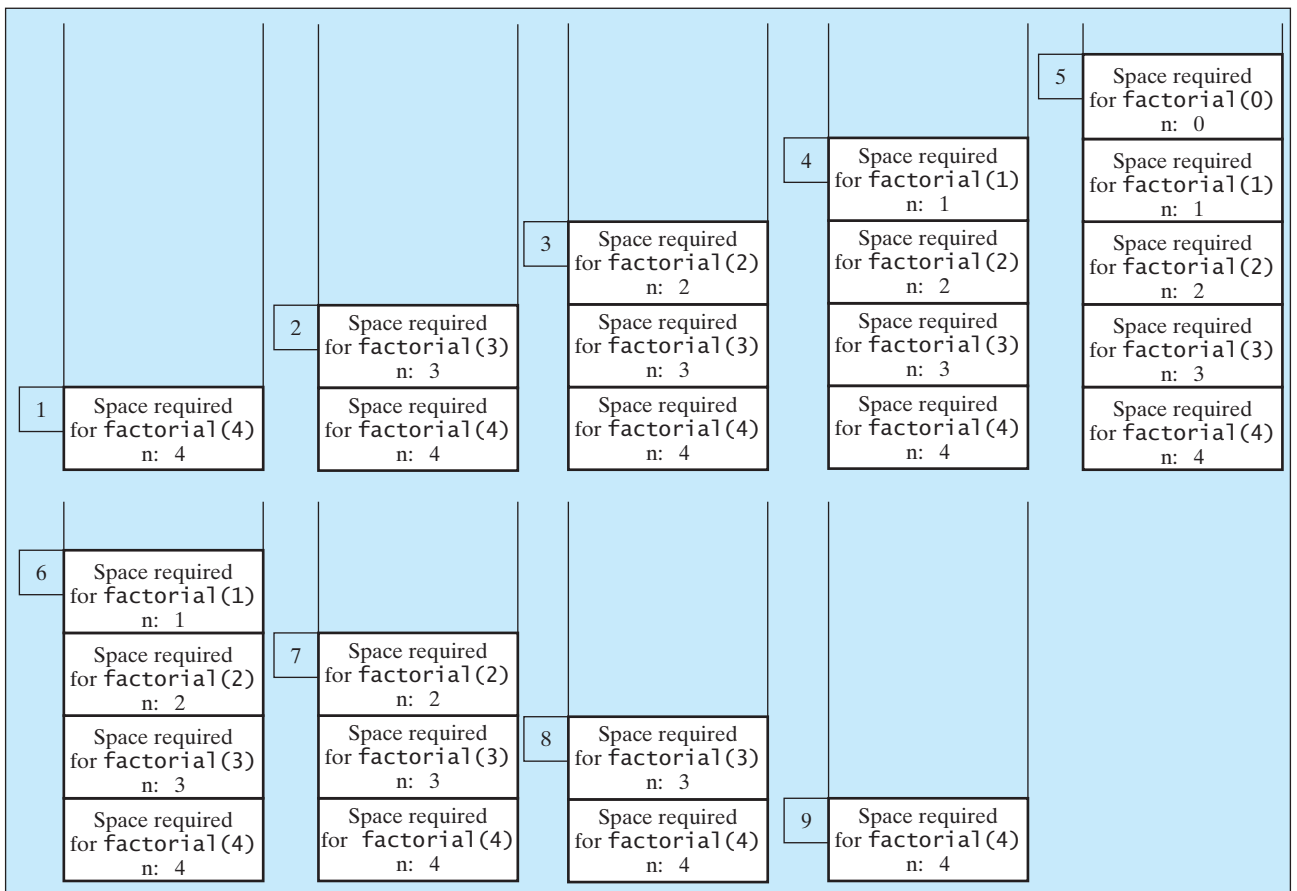 1
Space required
for factorial(4)
n: 4
2
Space required
for factorial(3)
n: 3
Space required
for factorial(4)
n: 4
3
Space required
for factorial(2)
n: 2
Space required
for factorial(3)
n: 3
Space required
for factorial(4)
n: 4
4
Space required
for factorial(1)
n: 1
Space required
for factorial(2)
n: 2
Space required
for factorial(3)
n: 3
Space required
for factorial(4)
n: 4
5
Space required
for factorial(0)
n: 0
Space required
for factorial(1)
n: 1
Space required
for factorial(2)
n: 2
Space required
for factorial(3)
n: 3
Space required
for factorial(4)
n: 4
6
Space required
for factorial(1)
n: 1
Space required
for factorial(2)
n: 2
Space required
for factorial(3)
n: 3
Space required
for factorial(4)
n: 4
7
Space required
for factorial(2)
n: 2
Space required
for factorial(3)
n: 3
Space required
for factorial(4)
n: 4
8
Space required
for factorial(3)
n: 3
Space required
for factorial(4)
n: 4
9
Space required
for factorial(4)
n: 4